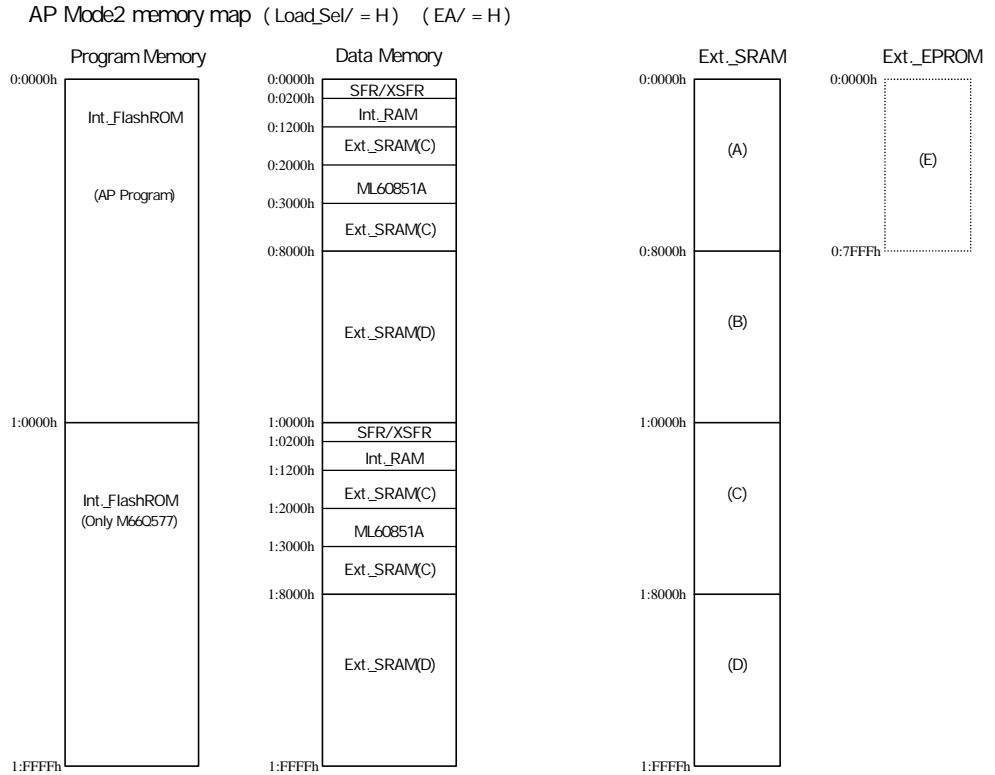 AP Mode2 memory map ( Load_Sel/ = H ) ( EA/ = H )
Program Memory
0:0000h
Int._FlashROM
(AP Program)
1:0000h
Int._FlashROM
(Only M66Q577)
1:FFFFh
Data Memory
0:0000h
SFR/XSFR
0:0200h
Int._RAM
0:1200h
Ext._SRAM(C)
0:2000h
ML60851A
0:3000h
Ext._SRAM(C)
0:8000h
Ext._SRAM(D)
1:0000h
SFR/XSFR
1:0200h
Int._RAM
1:1200h
Ext._SRAM(C)
1:2000h
ML60851A
1:3000h
Ext._SRAM(C)
1:8000h
Ext._SRAM(D)
1:FFFFh
Ext._SRAM
0:0000h
(A)
0:8000h
(B)
1:0000h
(C)
1:8000h
(D)
1:FFFFh
Ext._EPROM
0:0000h
(E)
0:7FFFh